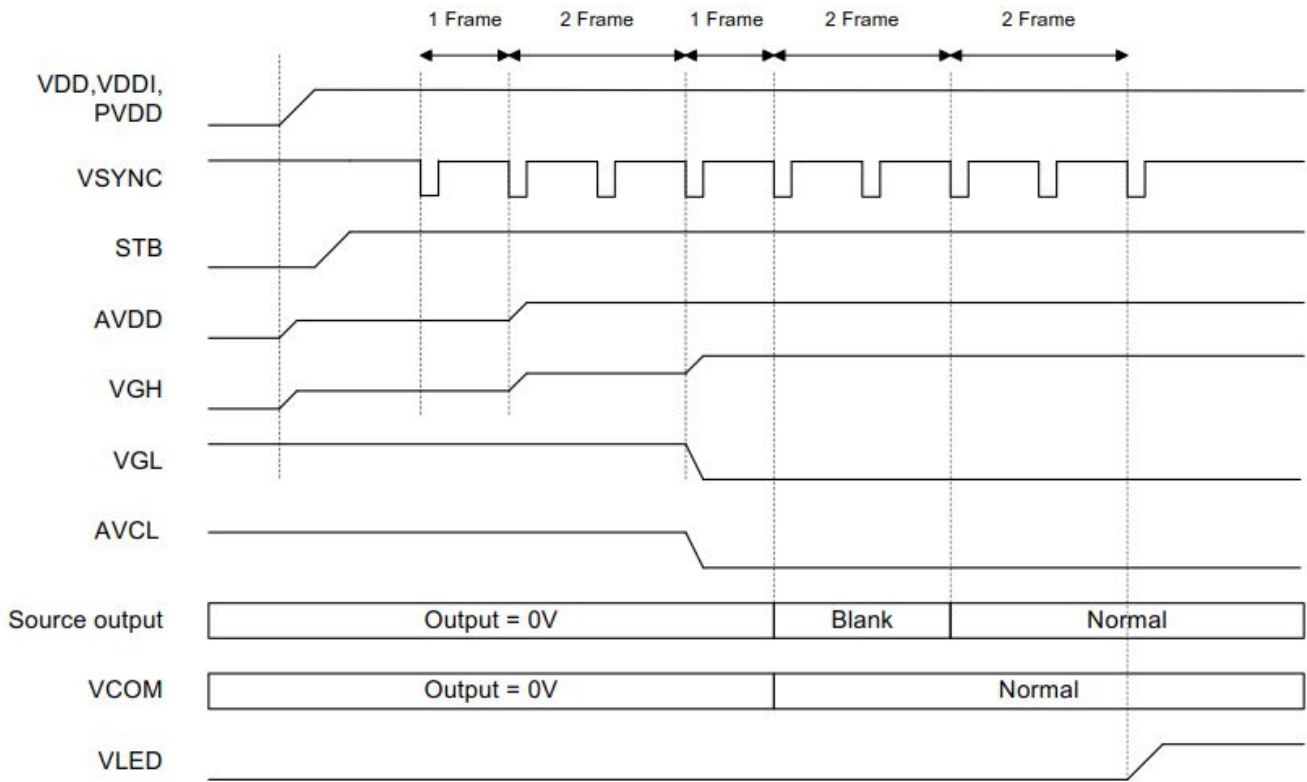 1 Frame 2 Frame 1 Frame 2 Frame 2 Frame
VDD,VDDI,
PVDD
VSYNC
STB
AVDD
VGH
VGL
AVCL
Source output Output = 0V Blank Normal
VCOM Output = 0V Normal
VLED